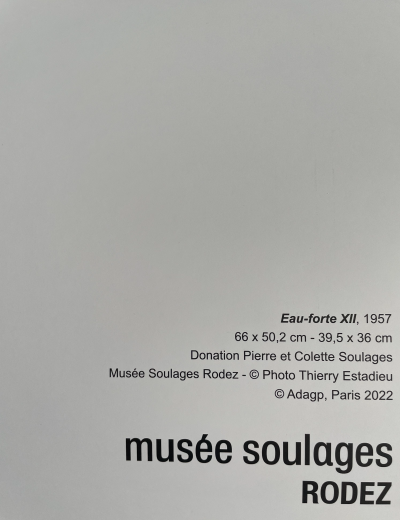 Eau-forte XII, 1957
66 x 50,2 cm - 39,5 x 36 cm
Donation Pierre et Colette Soulages
Musée Soulages Rodez - © Photo Thierry Estadieu
© Adagp, Paris 2022
musée soulages
RODEZ